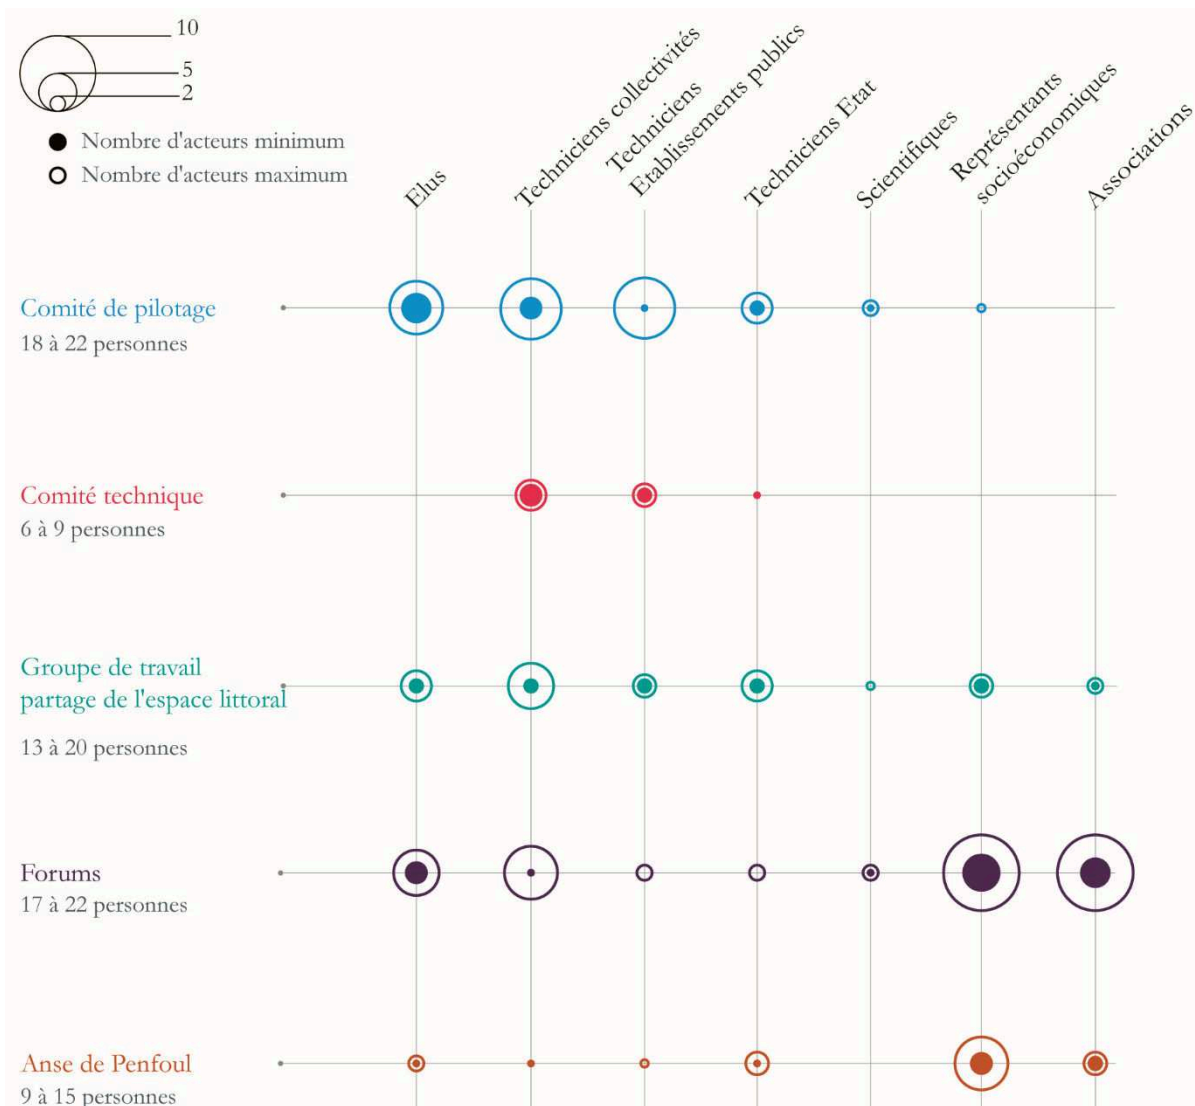 10
5
2
Nombre d'acteurs minimum
Nombre d'acteurs maximum
Elus
Techniciens collectivités
Techniciens
Etablissements publics
Techniciens Etat
Scientifiques
Représentants
socioéconomiques
Associations
Comité de pilotage
18 à 22 personnes
Comité technique
6 à 9 personnes
Groupe de travail
partage de l'espace littoral
13 à 20 personnes
Forums
17 à 22 personnes
Anse de Penfoul
9 à 15 personnes